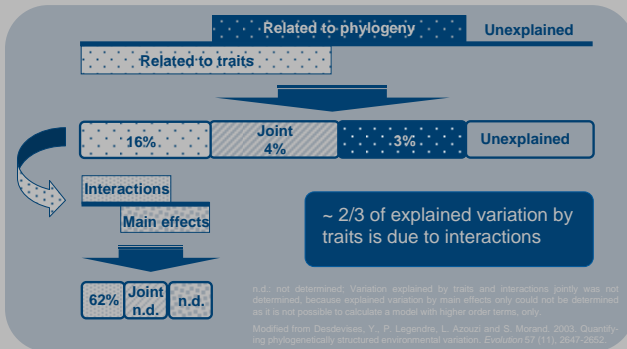 Related to phylogeny
Unexplained
Related to traits
16%
Joint
4%
3%
Unexplained
Interactions
Main effects
~ 2/3 of explained variation by
traits is due to interactions
62%
Joint
n.d.
n.d.
n.d.: not determined; Variation explained by traits and interactions jointly was not
determined, because explained variation by main effects only could not be determined
as it is not possible to calculate a model with higher order terms, only.
Modified from Desdevises, Y., P. Legendre, L. Azouzi and S. Morand. 2003. Quantify-
ing phylogenetically structured environmental variation. Evolution 57 (11), 2647-2652.